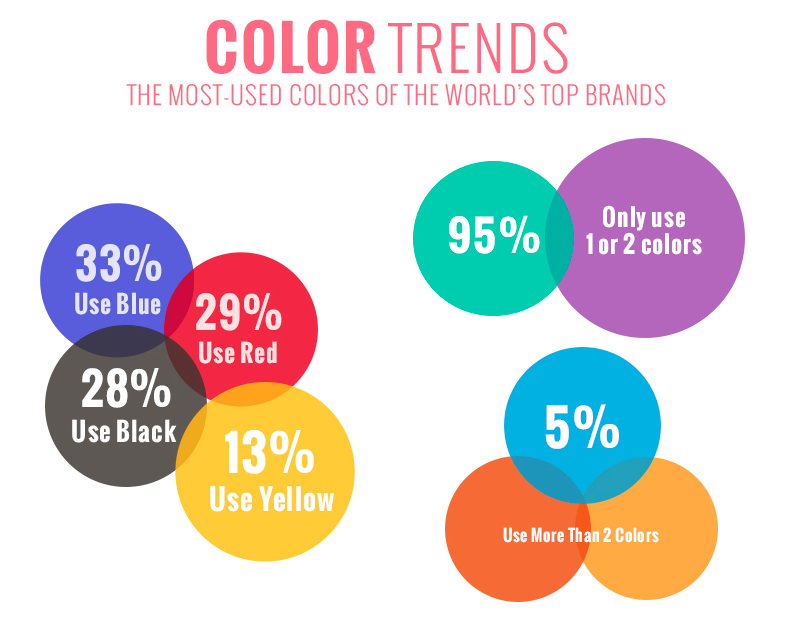 COLOR TRENDS
THE MOST-USED COLORS OF THE WORLD'S TOP BRANDS
33%
Use Blue
29%
Use Red
28%
Use Black
13%
Use Yellow
95%
Only use
1 or 2 colors
5%
Use More Than 2 Colors